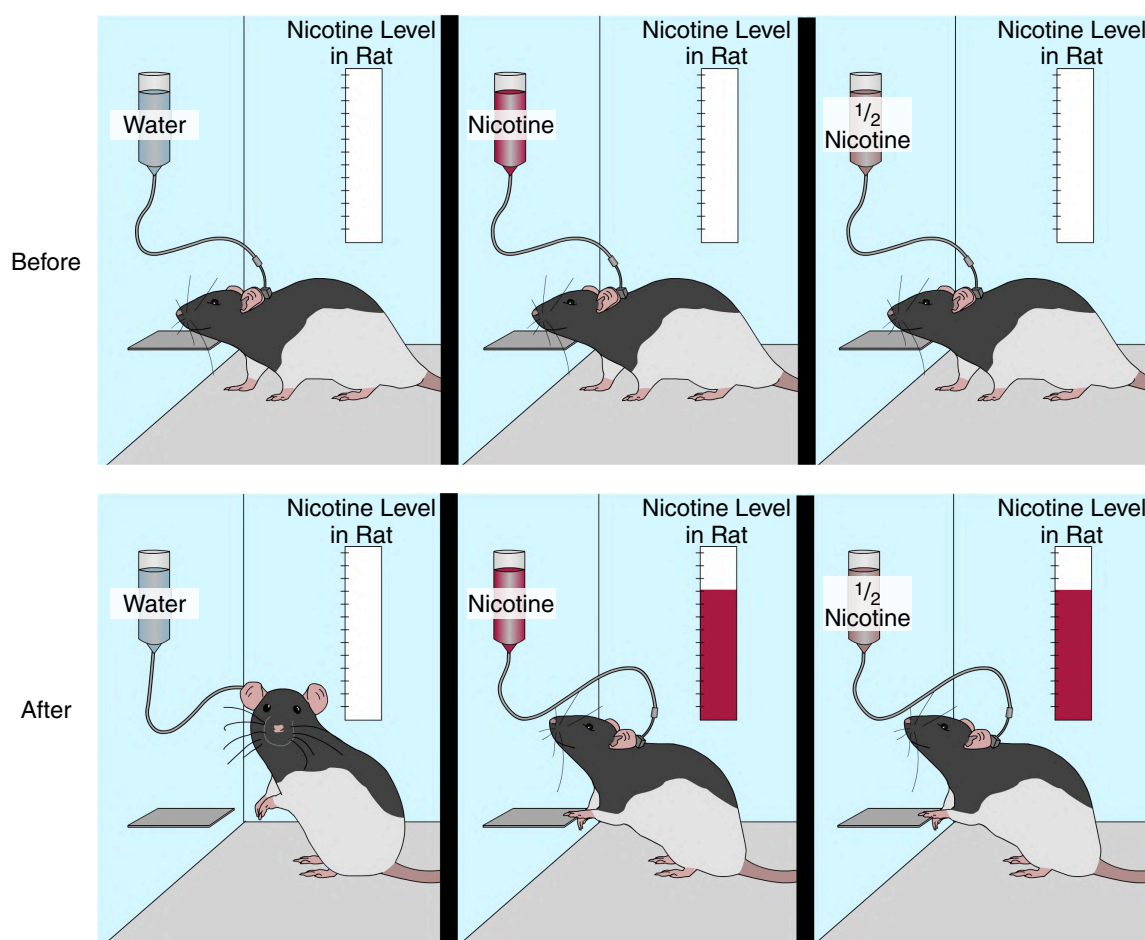 Nicotine Level
in Rat
Water
Nicotine Level
in Rat
Nicotine
Nicotine Level
in Rat
1/2
Nicotine
Before
Nicotine Level
in Rat
Water
Nicotine Level
in Rat
Nicotine
Nicotine Level
in Rat
1/2
Nicotine
After